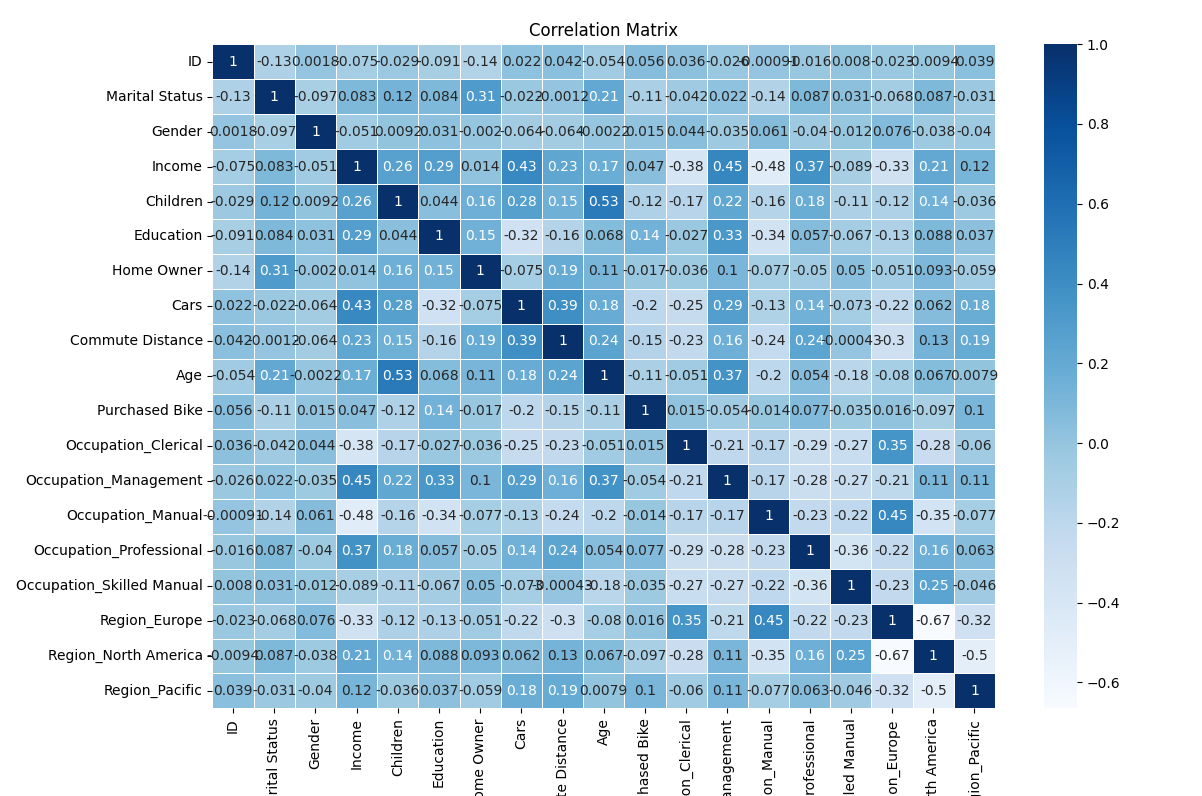 Correlation Matrix
ID 1 -0.13 0.0018 -0.075 -0.029 -0.091 -0.14 0.022 0.042 -0.054 0.056 0.036 -0.026 -0.00091 -0.016 0.008 -0.023 -0.0094 0.039
Marital Status -0.13 1 -0.097 0.083 0.12 0.084 0.31 -0.022 -0.0012 0.21 -0.11 -0.042 0.022 -0.14 0.087 0.031 -0.068 0.087 -0.031
Gender 0.0018 -0.097 1 -0.051 0.0092 0.031 -0.002 -0.064 -0.064 -0.0022 0.015 0.044 -0.035 0.061 -0.04 -0.012 0.076 -0.038 -0.04
Income -0.075 0.083 -0.051 1 0.26 0.29 0.014 0.43 0.23 0.17 0.047 -0.38 0.45 -0.48 0.37 -0.089 -0.33 0.21 0.12
Children -0.029 0.12 0.0092 0.26 1 0.044 0.16 0.28 0.15 0.53 -0.12 -0.17 0.22 -0.16 0.18 -0.11 -0.12 0.14 -0.036
Education -0.091 0.084 0.031 0.29 0.044 1 0.15 -0.32 -0.16 0.068 0.14 -0.027 0.33 -0.34 0.057 -0.067 -0.13 0.088 0.037
Home Owner -0.14 0.31 -0.002 0.014 0.16 0.15 1 -0.075 0.19 0.11 -0.017 -0.036 0.1 -0.077 -0.05 0.05 -0.051 0.093 -0.059
Cars 0.022 -0.022 -0.064 0.43 0.28 -0.32 -0.075 1 0.39 0.18 -0.2 -0.25 0.29 -0.13 0.14 -0.073 -0.22 0.062 0.18
Commute Distance 0.042 -0.0012 -0.064 0.23 0.15 -0.16 0.19 0.39 1 0.24 -0.15 -0.23 0.16 -0.24 0.24 -0.00043 -0.3 0.13 0.19
Age -0.054 0.21 -0.0022 0.17 0.53 0.068 0.11 0.18 0.24 1 -0.11 -0.051 0.37 -0.2 0.054 -0.18 -0.08 0.067 0.0079
Purchased Bike 0.056 -0.11 0.015 0.047 -0.12 0.14 -0.017 -0.2 -0.15 -0.11 1 0.015 -0.054 -0.014 0.077 -0.035 0.016 -0.097 0.1
Occupation_Clerical 0.036 -0.042 0.044 -0.38 -0.17 -0.027 -0.036 -0.25 -0.23 -0.051 0.015 1 -0.21 -0.17 -0.29 -0.27 0.35 -0.28 -0.06
Occupation_Management -0.026 0.022 -0.035 0.45 0.22 0.33 0.1 0.29 0.16 0.37 -0.054 -0.21 1 -0.17 -0.28 -0.27 -0.21 0.11 0.11
Occupation_Manual -0.00091 -0.14 0.061 -0.48 -0.16 -0.34 -0.077 -0.13 -0.24 -0.2 -0.014 -0.17 -0.17 1 -0.23 -0.22 0.45 -0.35 -0.077
Occupation_Professional -0.016 0.087 -0.04 0.37 0.18 0.057 -0.05 0.14 0.24 0.054 0.077 -0.29 -0.28 -0.23 1 -0.36 -0.22 0.16 0.063
Occupation_Skilled Manual 0.008 0.031 -0.012 -0.089 -0.11 -0.067 0.05 -0.073 -0.00043 -0.18 -0.035 -0.27 -0.27 -0.22 -0.36 1 -0.23 0.25 -0.046
Region_Europe -0.023 -0.068 0.076 -0.33 -0.12 -0.13 -0.051 -0.22 -0.3 -0.08 0.016 0.35 -0.21 0.45 -0.22 -0.23 1 -0.67 -0.32
Region_North America -0.0094 0.087 -0.038 0.21 0.14 0.088 0.093 0.062 0.13 0.067 -0.097 -0.28 0.11 -0.35 0.16 0.25 -0.67 1 -0.5
Region_Pacific 0.039 -0.031 -0.04 0.12 -0.036 0.037 -0.059 0.18 0.19 0.0079 0.1 -0.06 0.11 -0.077 0.063 -0.046 -0.32 -0.5 1
ID
rital Status
Gender
Income
Children
Education
ome Owner
Cars
te Distance
Age
hased Bike
on_Clerical
anagement
on_Manual
rofessional
led Manual
on_Europe
rth America
gion_Pacific
1.0
0.8
0.6
0.4
0.2
0.0
−0.2
−0.4
−0.6